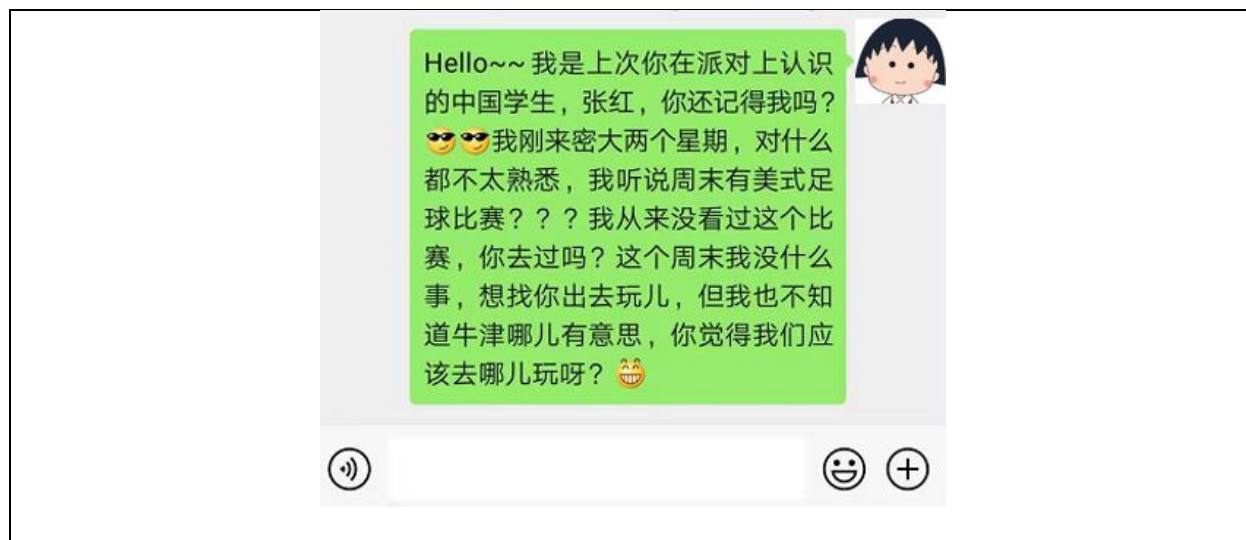 Hello~~ 我是上次你在派对上认识
的中国学生，张红，你还记得我吗？
😎😎我刚来密大两个星期，对什么
都不太熟悉，我听说周末有美式足
球比赛？？？我从来没看过这个比
赛，你去过吗？这个周末我没什么
事，想找你出去玩儿，但我也不知
道牛津哪儿有意思，你觉得我们应
该去哪儿玩呀？😁